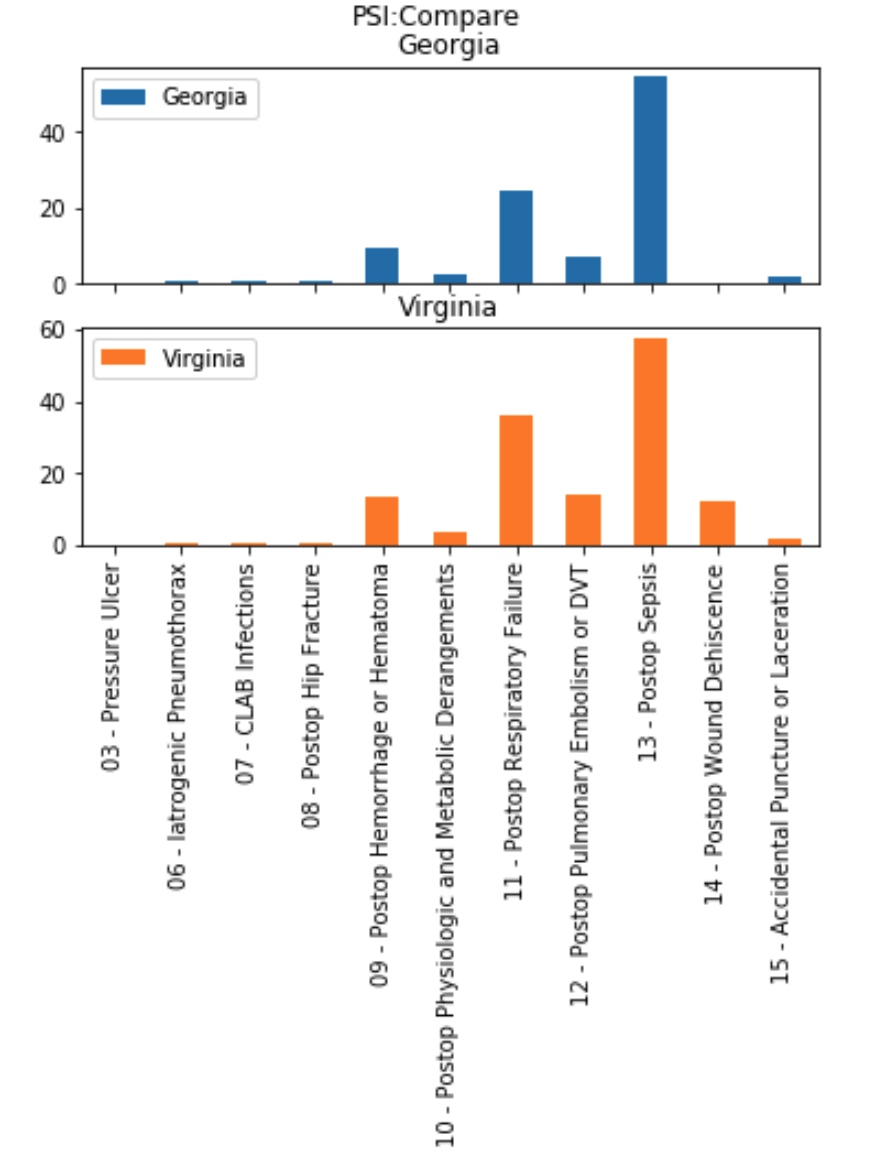 PSI:Compare
Georgia
Georgia
40
20
0
Virginia
Virginia
60
40
20
0
03 - Pressure Ulcer
06 - Iatrogenic Pneumothorax
07 - CLAB Infections
08 - Postop Hip Fracture
09 - Postop Hemorrhage or Hematoma
10 - Postop Physiologic and Metabolic Derangements
11 - Postop Respiratory Failure
12 - Postop Pulmonary Embolism or DVT
13 - Postop Sepsis
14 - Postop Wound Dehiscence
15 - Accidental Puncture or Laceration